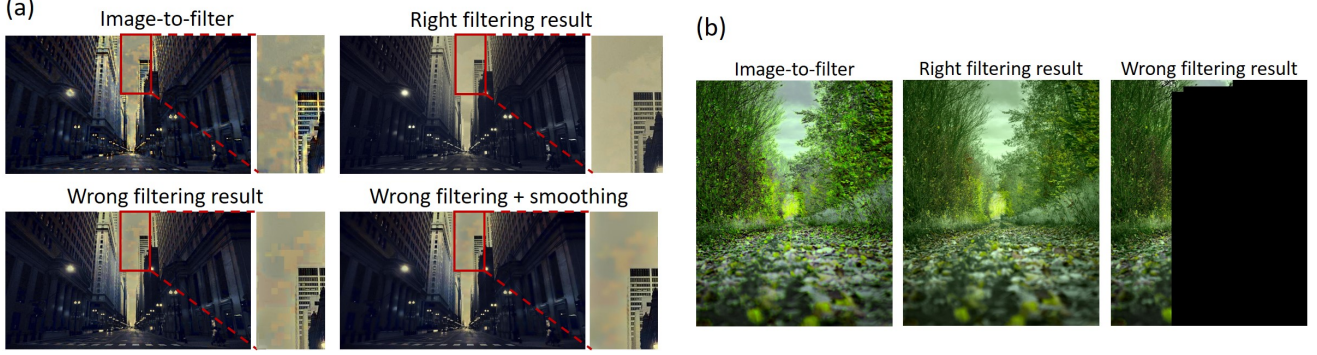 (a)
Image-to-filter
Right filtering result
Wrong filtering result
Wrong filtering + smoothing
(b)
Image-to-filter
Right filtering result
Wrong filtering result